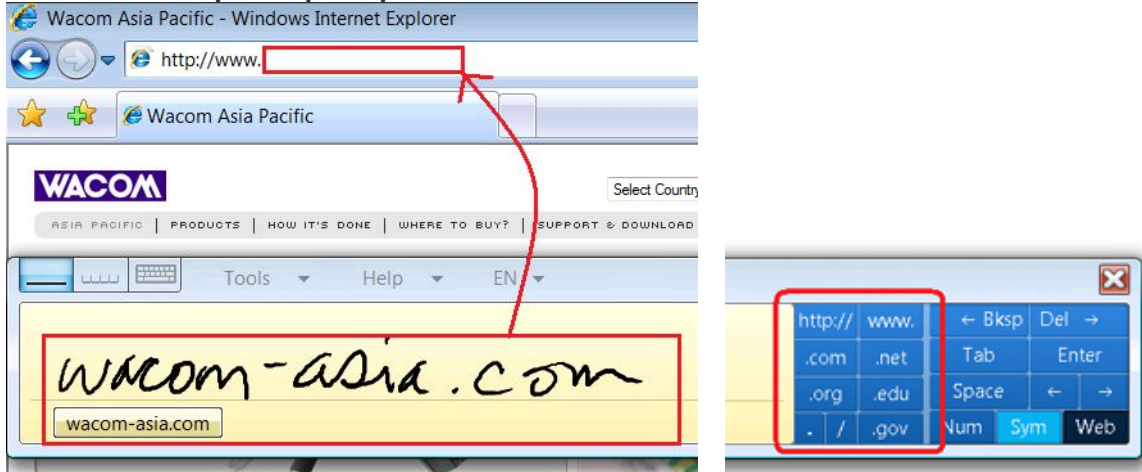 Wacom Asia Pacific - Windows Internet Explorer
http://www.
Wacom Asia Pacific
WACOM
Select Country
ASIA PACIFIC | PRODUCTS | HOW IT'S DONE | WHERE TO BUY? | SUPPORT & DOWNLOAD
Tools Help EN
wacom-asia.com
wacom-asia.com
http:// www. ← Bksp Del →
.com .net Tab Enter
.org .edu Space ← →
. / .gov Num Sym Web